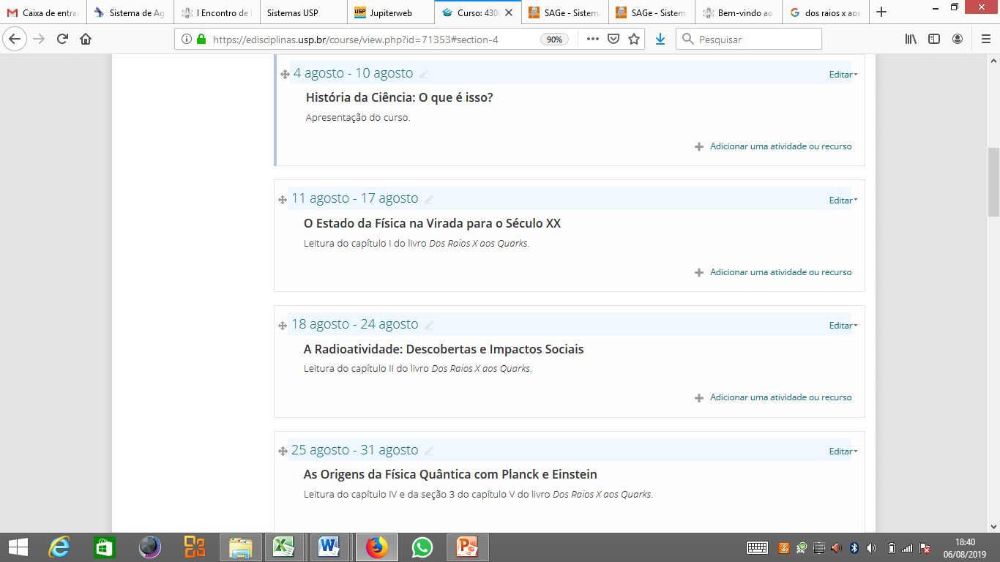 Caixa de entra
Sistema de Ag
I Encontro de
Sistemas USP
USP Jupiterweb
Curso: 430
SAGe - Sistem
SAGe - Sistem
Bem-vindo ao
dos raios x aos
https://edisciplinas.usp.br/course/view.php?id=71353#section-4
90%
Pesquisar
4 agosto - 10 agosto
Editar
História da Ciência: O que é isso?
Apresentação do curso.
Adicionar uma atividade ou recurso
11 agosto - 17 agosto
Editar
O Estado da Física na Virada para o Século XX
Leitura do capítulo I do livro Dos Raios X aos Quarks.
Adicionar uma atividade ou recurso
18 agosto - 24 agosto
Editar
A Radioatividade: Descobertas e Impactos Sociais
Leitura do capítulo II do livro Dos Raios X aos Quarks.
Adicionar uma atividade ou recurso
25 agosto - 31 agosto
Editar
As Origens da Física Quântica com Planck e Einstein
Leitura do capítulo IV e da seção 3 do capítulo V do livro Dos Raios X aos Quarks.
18:40
06/08/2019